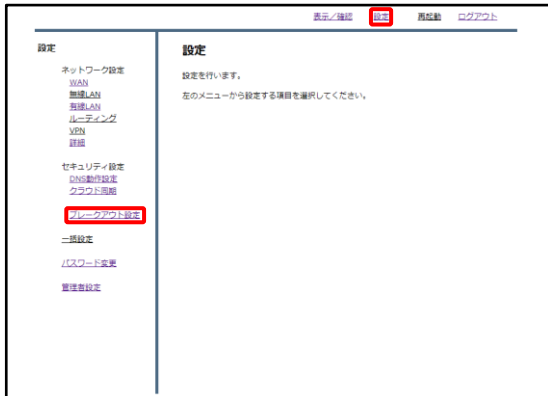 表示／確認 設定 再起動 ログアウト
設定
ネットワーク設定
WAN
無線LAN
有線LAN
ルーティング
VPN
詳細
セキュリティ設定
DNS動作設定
クラウド同期
ブレークアウト設定
一括設定
パスワード変更
管理者設定
設定
設定を行います。
左のメニューから設定する項目を選択してください。